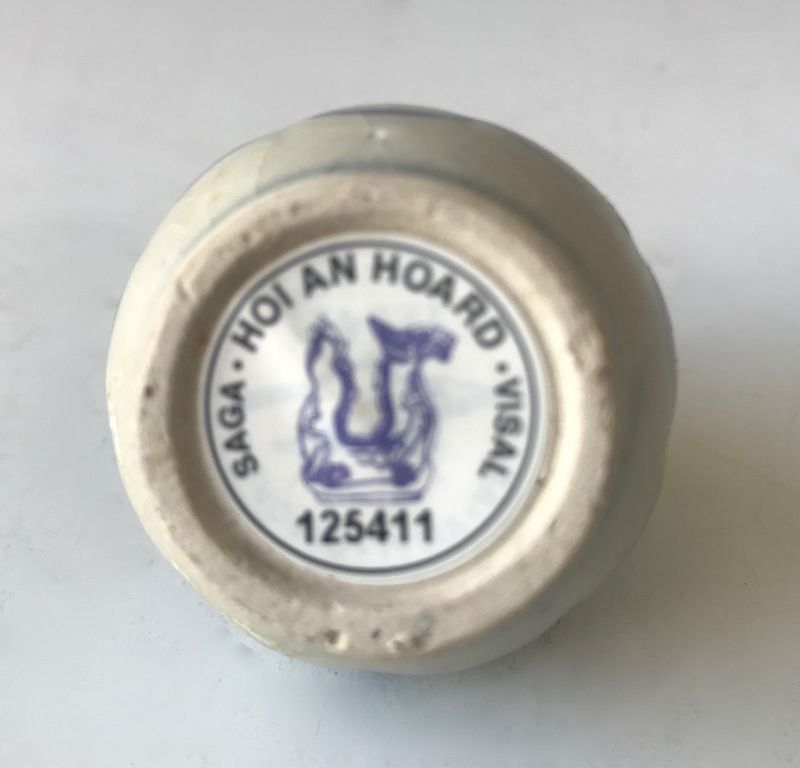 SAGA • HOI AN HOARD • VISAL
125411